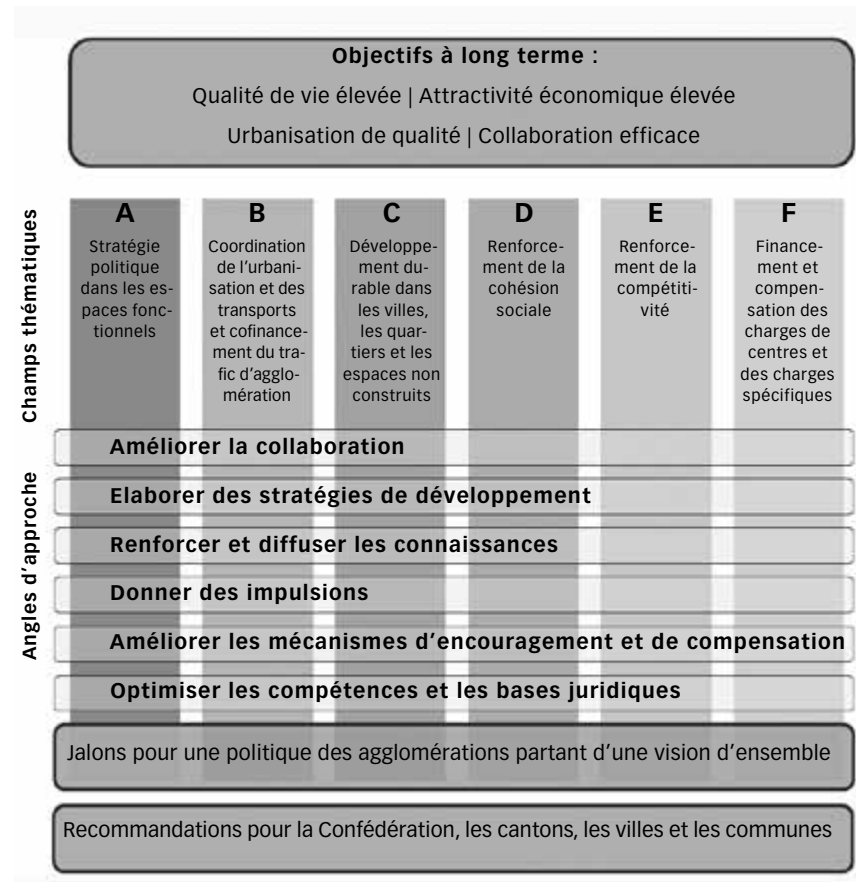 Objectifs à long terme :
Qualité de vie élevée | Attractivité économique élevée
Urbanisation de qualité | Collaboration efficace
Champs thématiques
A
Stratégie
politique
dans les es-
paces fonc-
tionnels
B
Coordination
de l'urbani-
sation et des
transports
et cofinance-
ment du tra-
fic d'agglo-
mération
C
Développe-
ment du-
rable dans
les villes,
les quar-
tiers et les
espaces non
construits
D
Renforce-
ment de la
cohésion
sociale
E
Renforce-
ment de la
compétiti-
vité
F
Finance-
ment et
compen-
sation des
charges de
centres et
des charges
spécifiques
Angles d'approche
Améliorer la collaboration
Elaborer des stratégies de développement
Renforcer et diffuser les connaissances
Donner des impulsions
Améliorer les mécanismes d'encouragement et de compensation
Optimiser les compétences et les bases juridiques
Jalons pour une politique des agglomérations partant d'une vision d'ensemble
Recommandations pour la Confédération, les cantons, les villes et les communes